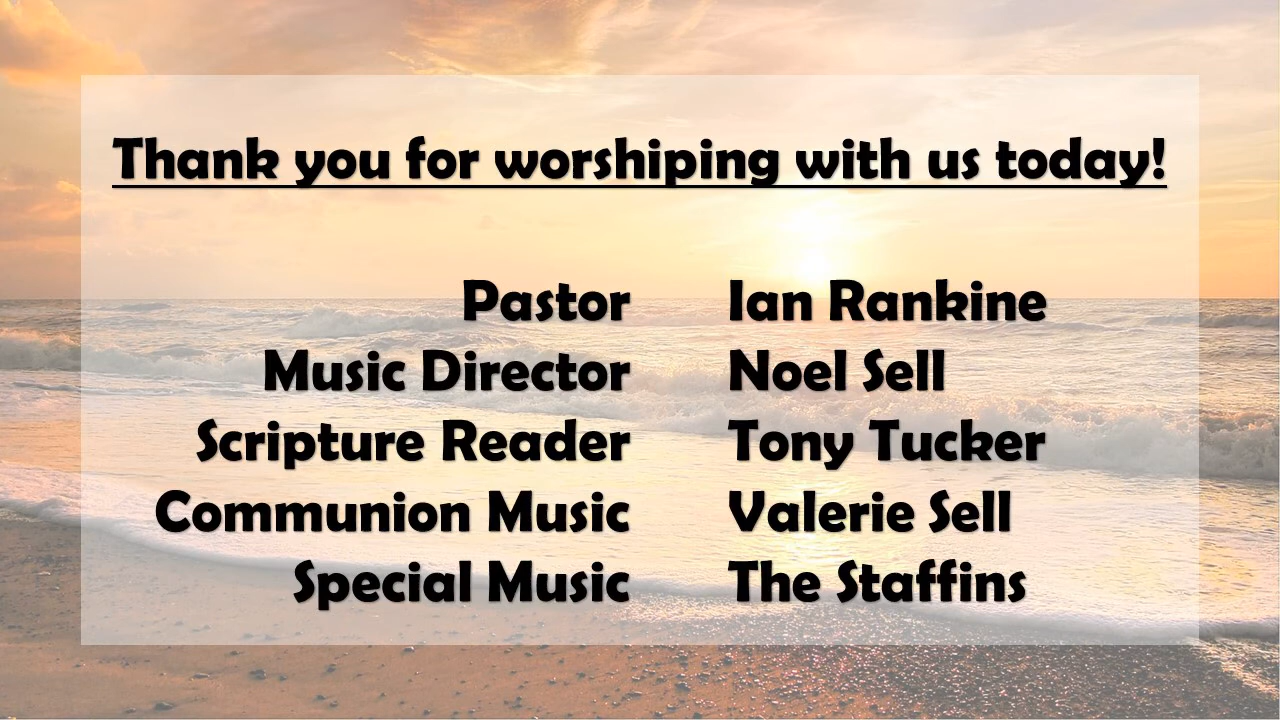 Thank you for worshiping with us today!
Pastor Ian Rankine
Music Director Noel Sell
Scripture Reader Tony Tucker
Communion Music Valerie Sell
Special Music The Staffins